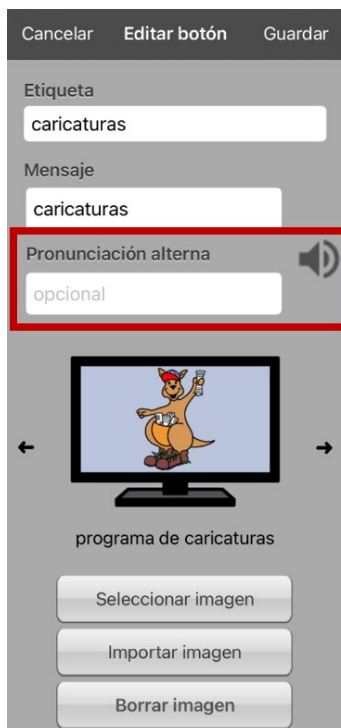 Cancelar Editar botón Guardar
Etiqueta
caricaturas
Mensaje
caricaturas
Pronunciación alterna
opcional
programa de caricaturas
Seleccionar imagen
Importar imagen
Borrar imagen